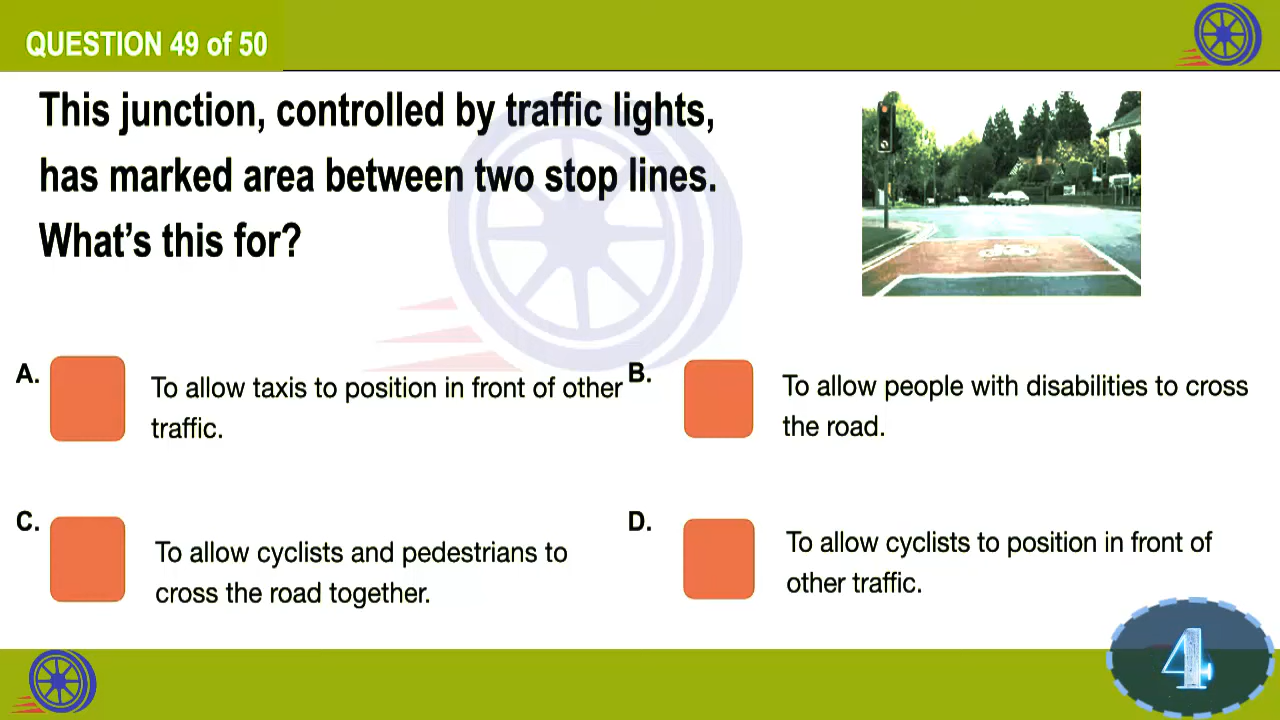 QUESTION 49 of 50
This junction, controlled by traffic lights,
has marked area between two stop lines.
What's this for?
A.
To allow taxis to position in front of other
traffic.
B.
To allow people with disabilities to cross
the road.
C.
To allow cyclists and pedestrians to
cross the road together.
D.
To allow cyclists to position in front of
other traffic.
4